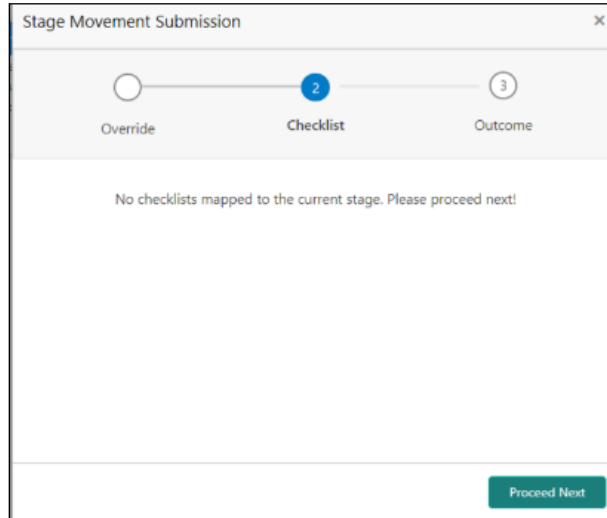 Stage Movement Submission
×
2
3
Override
Checklist
Outcome
No checklists mapped to the current stage. Please proceed next!
Proceed Next